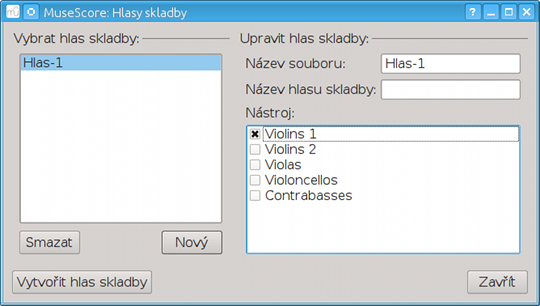 MuseScore: Hlasy skladby
Vybrat hlas skladby:
Hlas-1
Smazat
Nový
Upravit hlas skladby:
Název souboru: Hlas-1
Název hlasu skladby:
Nástroj:
Violins 1
Violins 2
Violas
Violoncellos
Contrabasses
Vytvořit hlas skladby
Zavřít